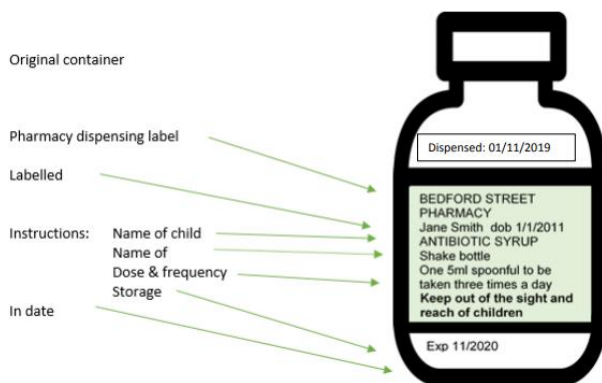 Original container
Pharmacy dispensing label
Labelled
Instructions: Name of child
Name of
Dose & frequency
Storage
In date
Dispensed: 01/11/2019
BEDFORD STREET
PHARMACY
Jane Smith dob 1/1/2011
ANTIBIOTIC SYRUP
Shake bottle
One 5ml spoonful to be
taken three times a day
Keep out of the sight and
reach of children
Exp 11/2020